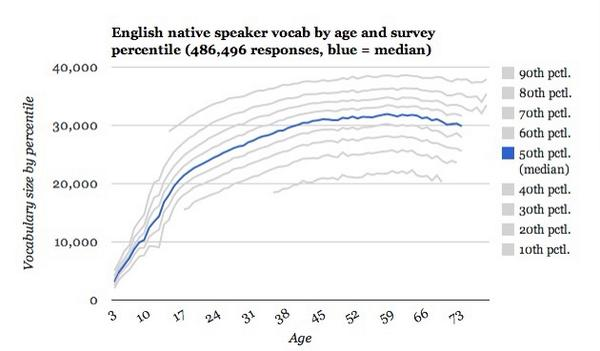 English native speaker vocab by age and survey
percentile (486,496 responses, blue = median)
Vocabulary size by percentile
40,000
30,000
20,000
10,000
0
3 10 17 24 31 38 45 52 59 66 73
Age
90th pctl.
80th pctl.
70th pctl.
60th pctl.
50th pctl.
(median)
40th pctl.
30th pctl.
20th pctl.
10th pctl.